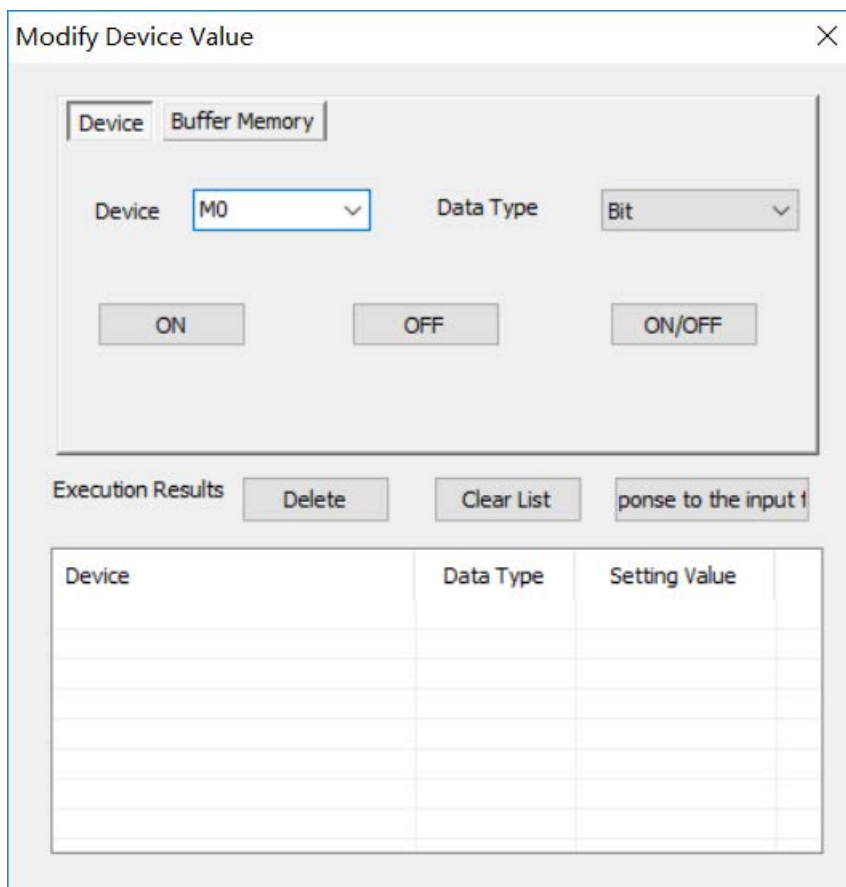 Modify Device Value
Device Buffer Memory
Device M0 Data Type Bit
ON OFF ON/OFF
Execution Results Delete Clear List ponse to the input
Device Data Type Setting Value